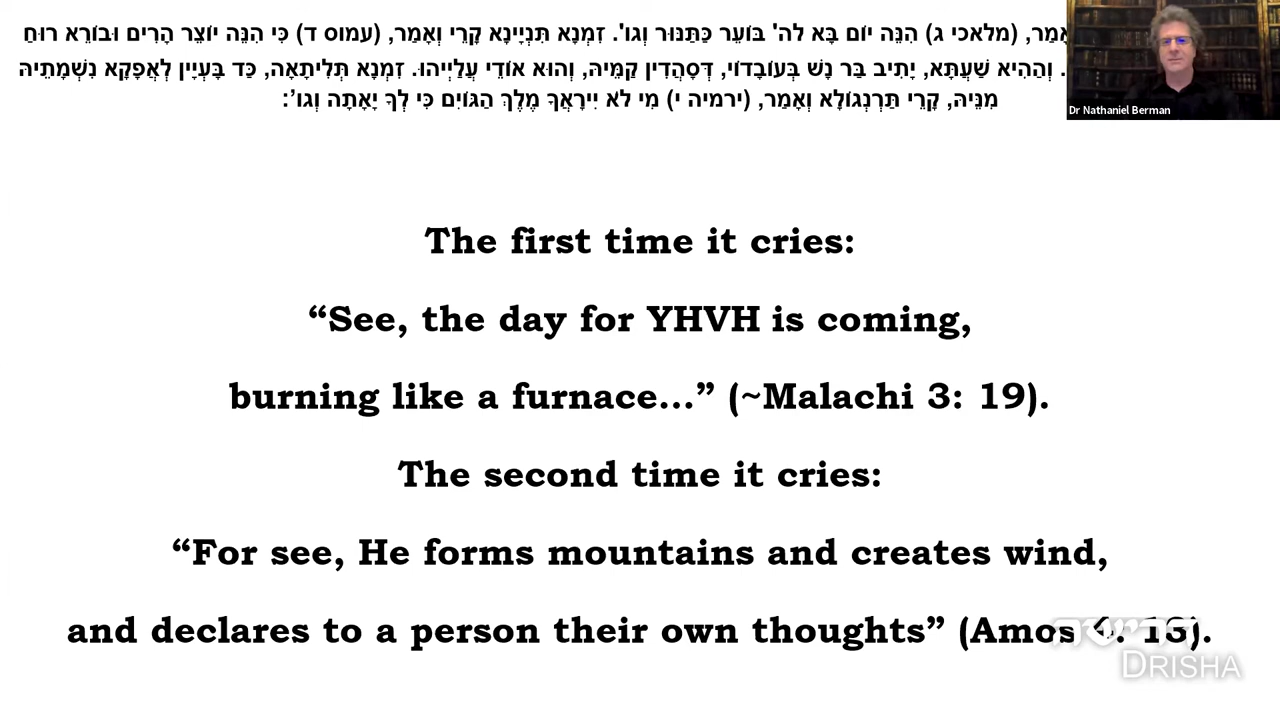 אָמַר, (מלאכי ג) הִנֵּה יוֹם בָּא לה' בּוֹעֵר כַּתַּנּוּר וְגו'. זִמְנָא תִּנְיָינָא קָרֵי וְאָמַר, (עמוס ד) כִּי הִנֵּה יוֹצֵר הָרִים וּבוֹרֵא רוּחַ
וְהַהִיא שַׁעֲתָּא, יָתִיב בַּר נָשׁ בְּעוֹבָדוֹי, דְּסָהֲדִין קַמֵּיהּ, וְהוּא אוֹדֵי עֲלַיְיהוּ. זִמְנָא תְּלִיתָאָה, כַּד בָּעְיָין לְאֲפָקָא נִשְׁמָתֵיהּ
מִנֵּיהּ, קָרֵי תַּרְנְגוֹלָא וְאָמַר, (ירמיה י) מִי לֹא יִירָאֲךָ מֶלֶךְ הַגּוֹיִם כִּי לְךָ יָאָתָה וְגו':
Dr Nathaniel Berman
The first time it cries:
“See, the day for YHVH is coming,
burning like a furnace…” (~Malachi 3: 19).
The second time it cries:
“For see, He forms mountains and creates wind,
and declares to a person their own thoughts” (Amos 4: 13).
דרישה
DRISHA